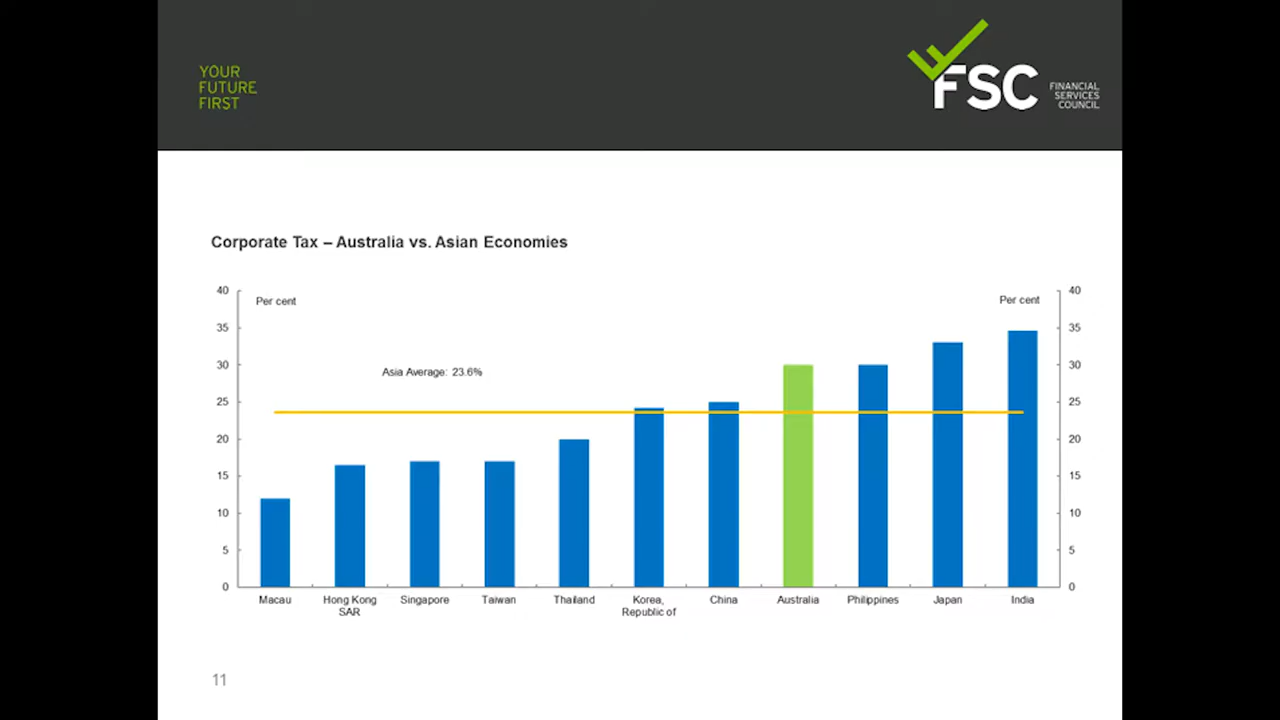 YOUR
FUTURE
FIRST
FSC
FINANCIAL
SERVICES
COUNCIL
Corporate Tax – Australia vs. Asian Economies
40 40
Per cent Per cent
35 35
30 30
Asia Average: 23.6%
25 25
20 20
15 15
10 10
5 5
0 0
Macau Hong Kong Singapore Taiwan Thailand Korea, China Australia Philippines Japan India
SAR Republic of
11